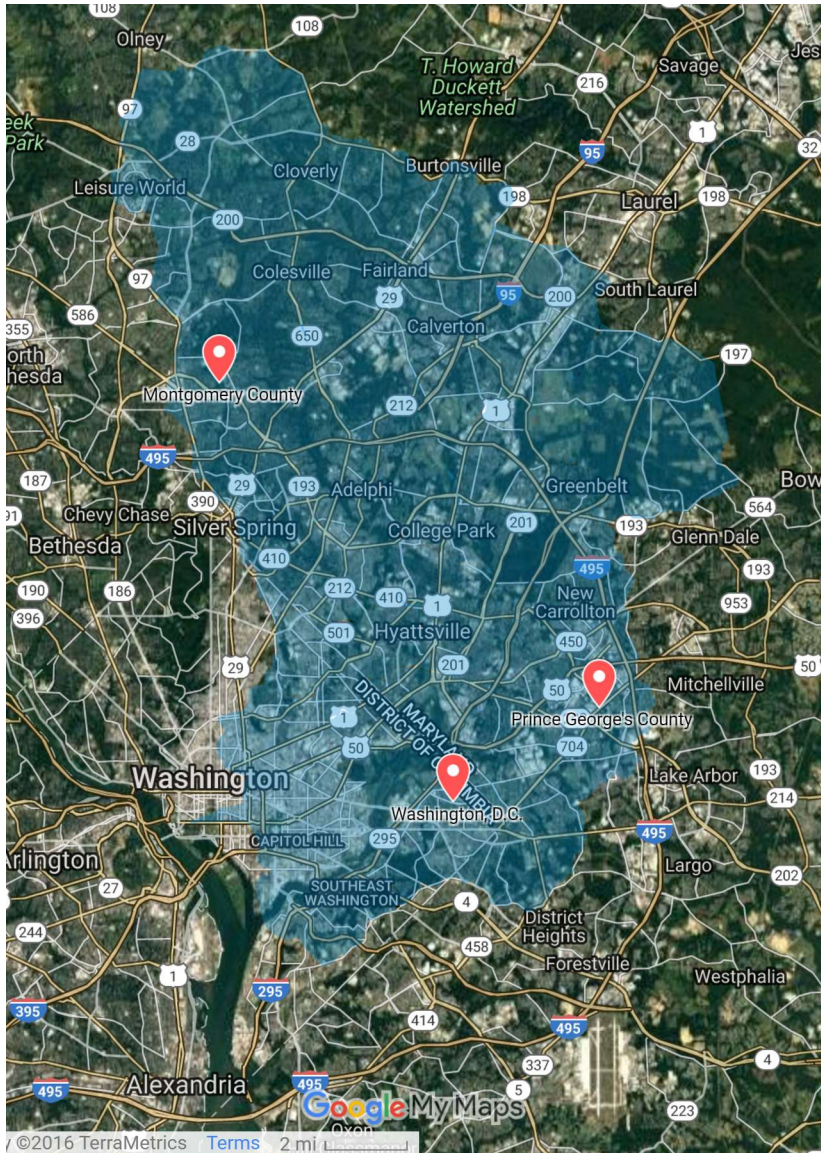 108
Olney
108
T. Howard
Duckett
Watershed
Savage
216
97
1
28
95
32
Park
Cloverly
Burtonsville
Leisure World
198
Laurel
198
200
Colesville
Fairland
97
95
200
South Laurel
29
586
Calverton
355
650
197
Montgomery County
212
1
495
187
29
193
Adelphi
Greenbelt
390
Chevy Chase
564
Silver Spring
College Park
201
193
Glenn Dale
Bethesda
410
495
193
190
186
212
410
1
New
Carrollton
953
396
501
Hyattsville
450
29
201
50
Mitchellville
50
Prince George's County
MARYLAND
DISTRICT OF COLUMBIA
1
50
704
Washington
Lake Arbor
193
214
Washington, D.C.
CAPITOL HILL
295
495
Arlington
Largo
202
27
SOUTHEAST
WASHINGTON
4
District
Heights
244
458
Forestville
1
Westphalia
295
395
414
495
337
4
495
Alexandria
495
5
223
Google My Maps
Oxon
©2016 TerraMetrics Terms 2 mi